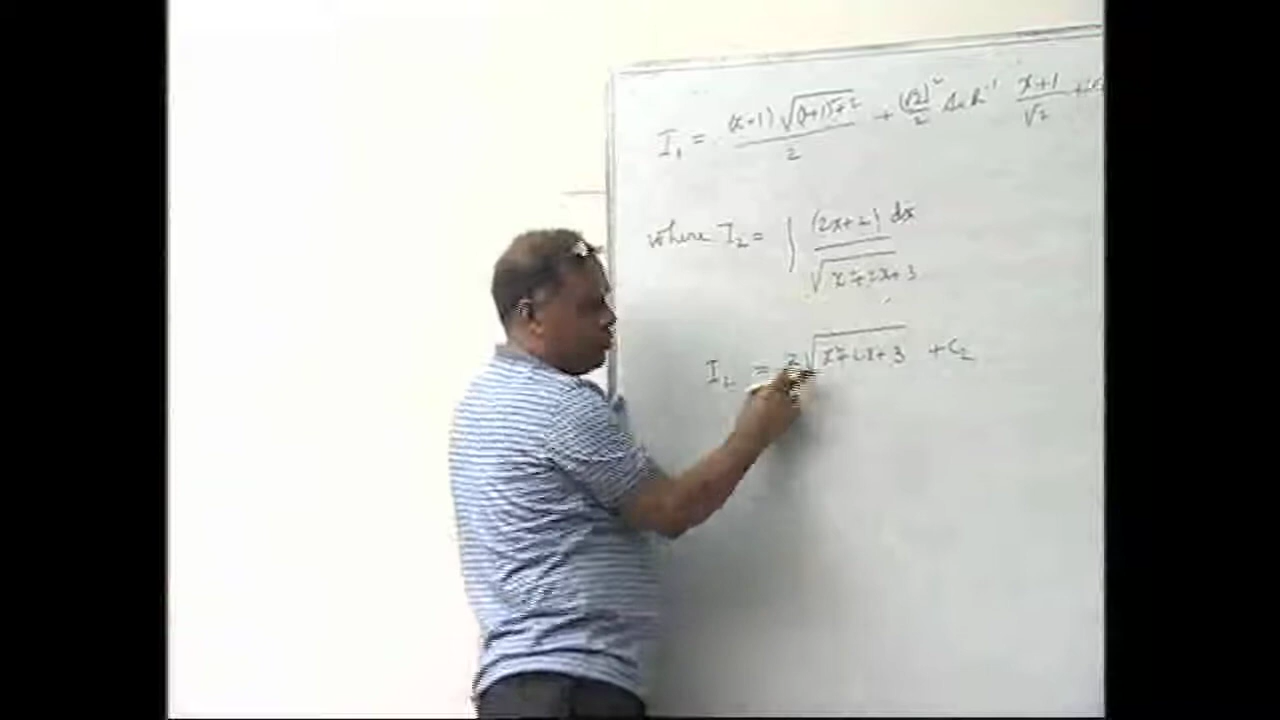 I₁ = (x+1)√((x+1)²+2) / 2 + (√2)²/2 sinh⁻¹ (x+1)/√2
where I₂ = ∫ (2x+2) dx / √(x²+2x+3)
I₂ = 2√(x²+2x+3) + C₂